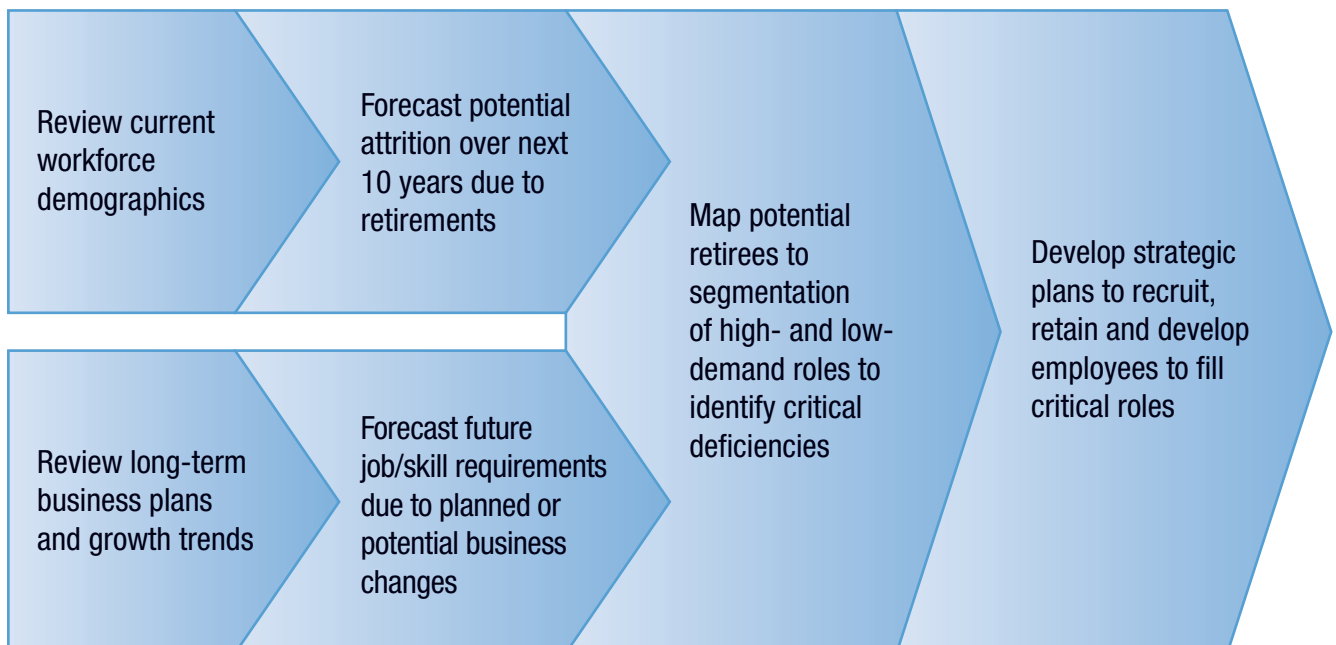 Review current
workforce
demographics
Forecast potential
attrition over next
10 years due to
retirements
Review long-term
business plans
and growth trends
Forecast future
job/skill requirements
due to planned or
potential business
changes
Map potential
retirees to
segmentation
of high- and low-
demand roles to
identify critical
deficiencies
Develop strategic
plans to recruit,
retain and develop
employees to fill
critical roles